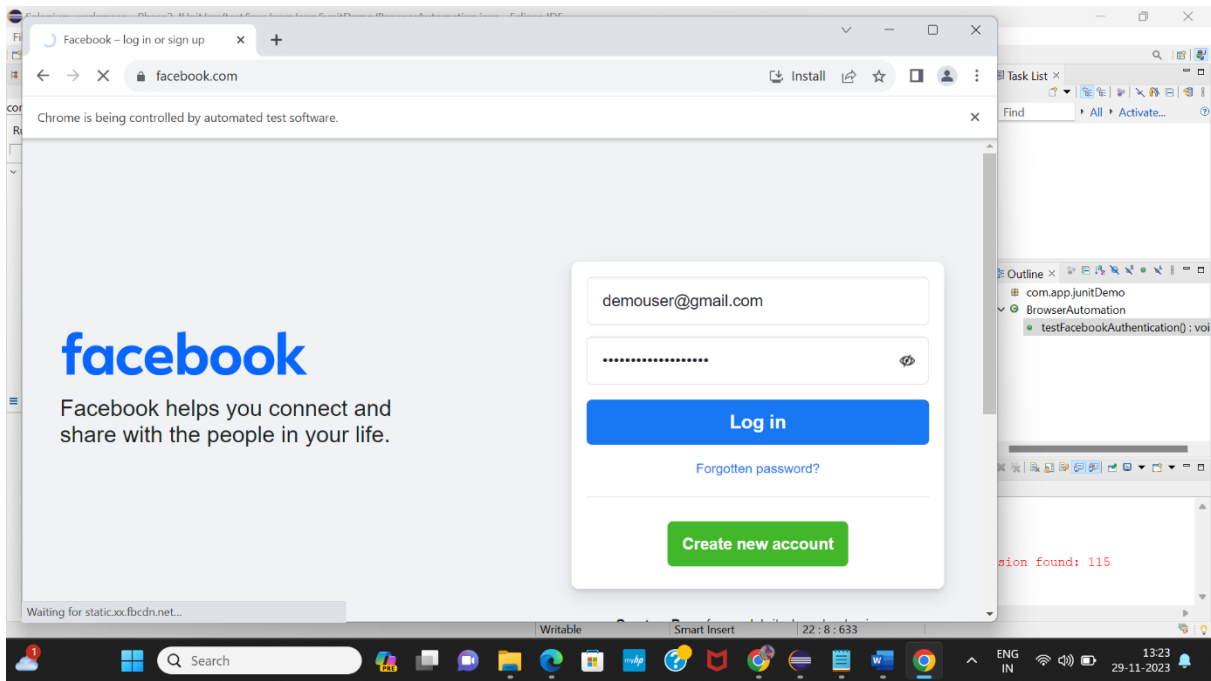 Facebook – log in or sign up
facebook.com
Install
Chrome is being controlled by automated test software.
demouser@gmail.com
facebook
Facebook helps you connect and
share with the people in your life.
Log in
Forgotten password?
Create new account
Waiting for static.xx.fbcdn.net...
Task List
Find
All
Activate...
Outline
com.app.junitDemo
BrowserAutomation
testFacebookAuthentication() : voi
sion found: 115
Writable
Smart Insert
22 : 8 : 633
1
Search
PRE
myhp
ENG
IN
13:23
29-11-2023